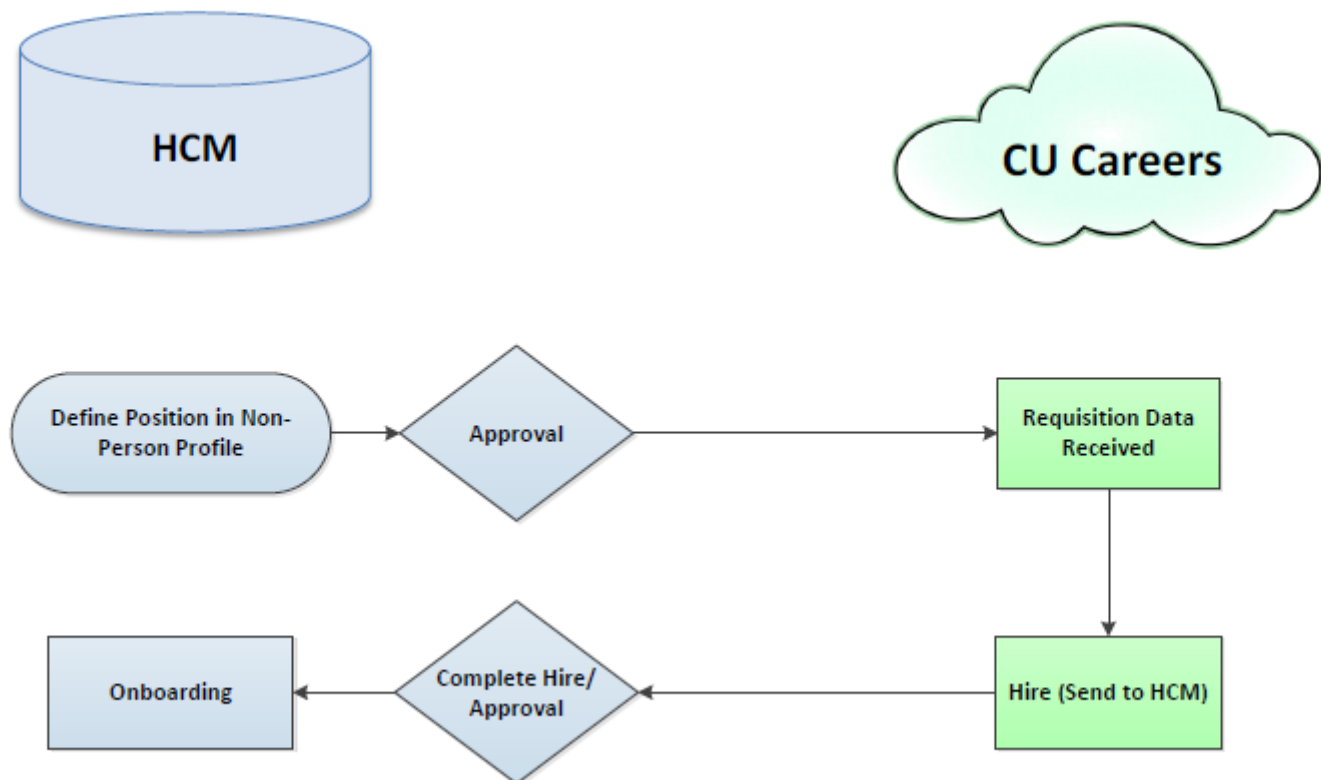 HCM
CU Careers
Define Position in Non-
Person Profile
Approval
Requisition Data
Received
Onboarding
Complete Hire/
Approval
Hire (Send to HCM)